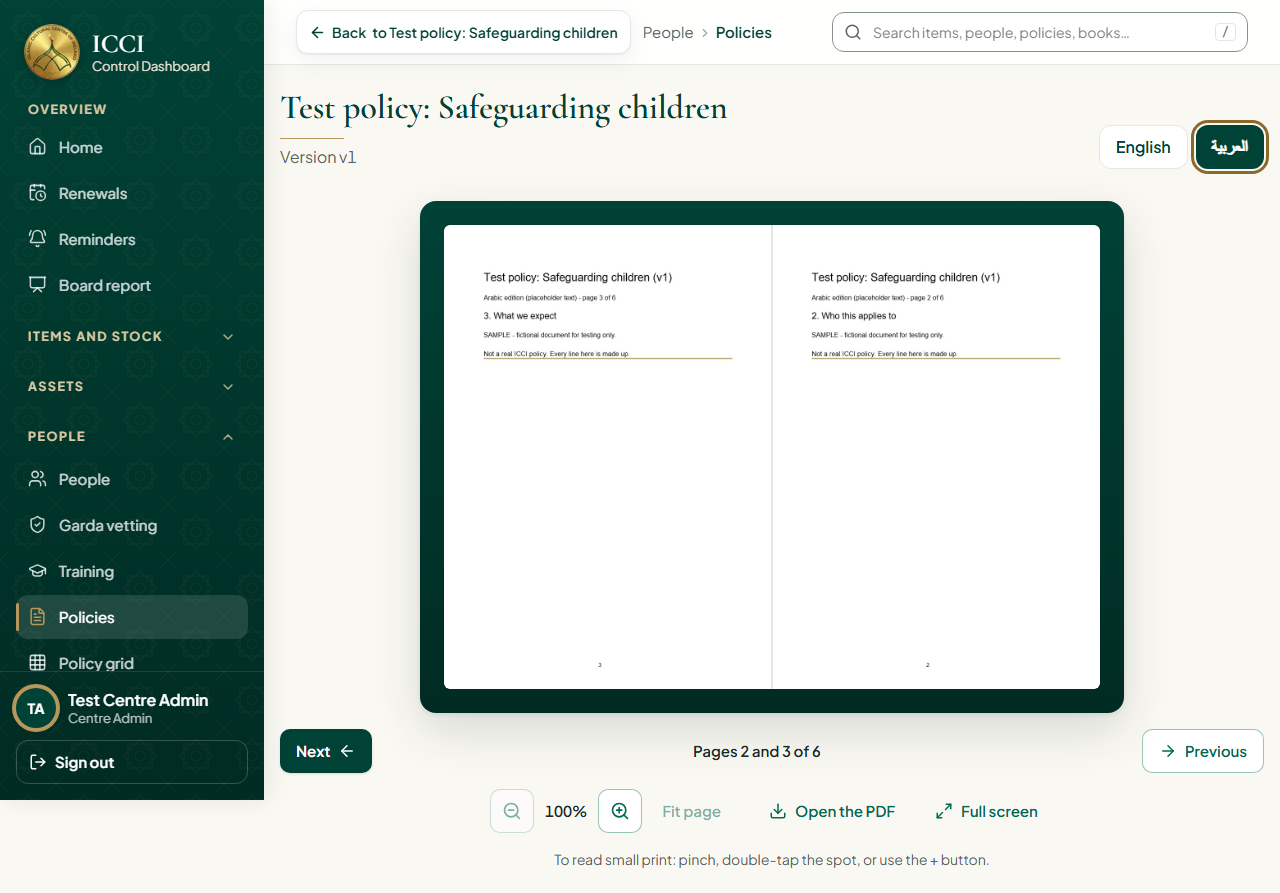 ICCI
Control Dashboard
OVERVIEW
Home
Renewals
Reminders
Board report
ITEMS AND STOCK
ASSETS
PEOPLE
People
Garda vetting
Training
Policies
Policy grid
TA
Test Centre Admin
Centre Admin
Sign out
Back to Test policy: Safeguarding children
People
Policies
Search items, people, policies, books…
/
Test policy: Safeguarding children
Version v1
English
العربية
Test policy: Safeguarding children (v1)
Arabic edition (placeholder text) - page 3 of 6
3. What we expect
SAMPLE - fictional document for testing only.
Not a real ICCI policy. Every line here is made up.
3
Test policy: Safeguarding children (v1)
Arabic edition (placeholder text) - page 2 of 6
2. Who this applies to
SAMPLE - fictional document for testing only.
Not a real ICCI policy. Every line here is made up.
2
Next
Pages 2 and 3 of 6
Previous
100%
Fit page
Open the PDF
Full screen
To read small print: pinch, double-tap the spot, or use the + button.